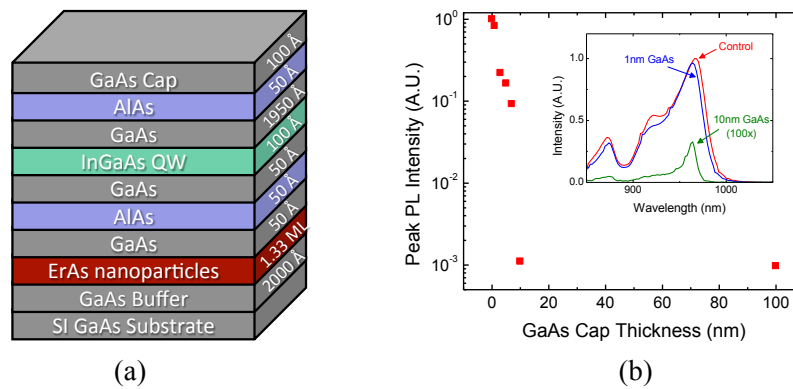 GaAs Cap 100 Å
AlAs 50 Å
GaAs 1950 Å
InGaAs QW 100 Å
GaAs 50 Å
AlAs 50 Å
GaAs 50 Å
ErAs nanoparticles 1.33 ML
GaAs Buffer 2000 Å
SI GaAs Substrate
(a)
Peak PL Intensity (A.U.)
10⁰
10⁻¹
10⁻²
10⁻³
0 20 40 60 80 100
GaAs Cap Thickness (nm)
Intensity (A.U.)
1.0
0.5
0.0
900 1000
Wavelength (nm)
Control
1nm GaAs
10nm GaAs
(100x)
(b)